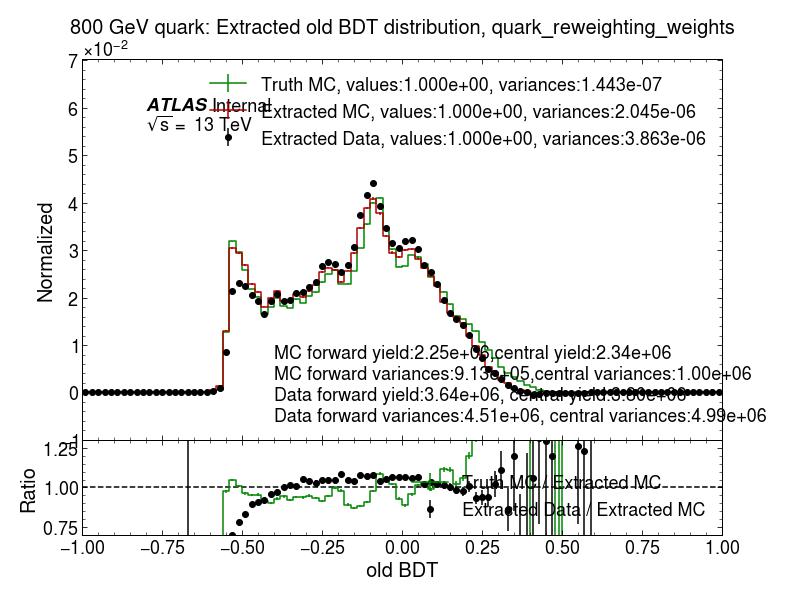 800 GeV quark: Extracted old BDT distribution, quark_reweighting_weights
×10−2
7
6
5
4
3
2
1
0
1
Normalized
Truth MC, values:1.000e+00, variances:1.443e-07
ATLAS Internal
Extracted MC, values:1.000e+00, variances:2.045e-06
√s = 13 TeV
Extracted Data, values:1.000e+00, variances:3.863e-06
MC forward yield:2.25e+06,central yield:2.34e+06
MC forward variances:9.13e+05,central variances:1.00e+06
Data forward yield:3.64e+06, central yield:3.80e+06
Data forward variances:4.51e+06, central variances:4.99e+06
1.25
1.00
0.75
Ratio
Truth MC / Extracted MC
Extracted Data / Extracted MC
−1.00 −0.75 −0.50 −0.25 0.00 0.25 0.50 0.75 1.00
old BDT